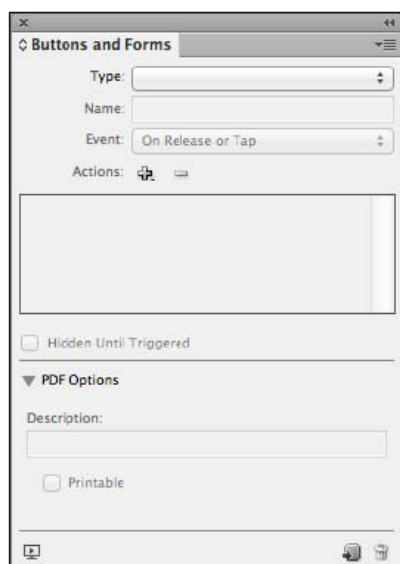 Buttons and Forms
Type:
Name:
Event: On Release or Tap
Actions:
Hidden Until Triggered
PDF Options
Description:
Printable